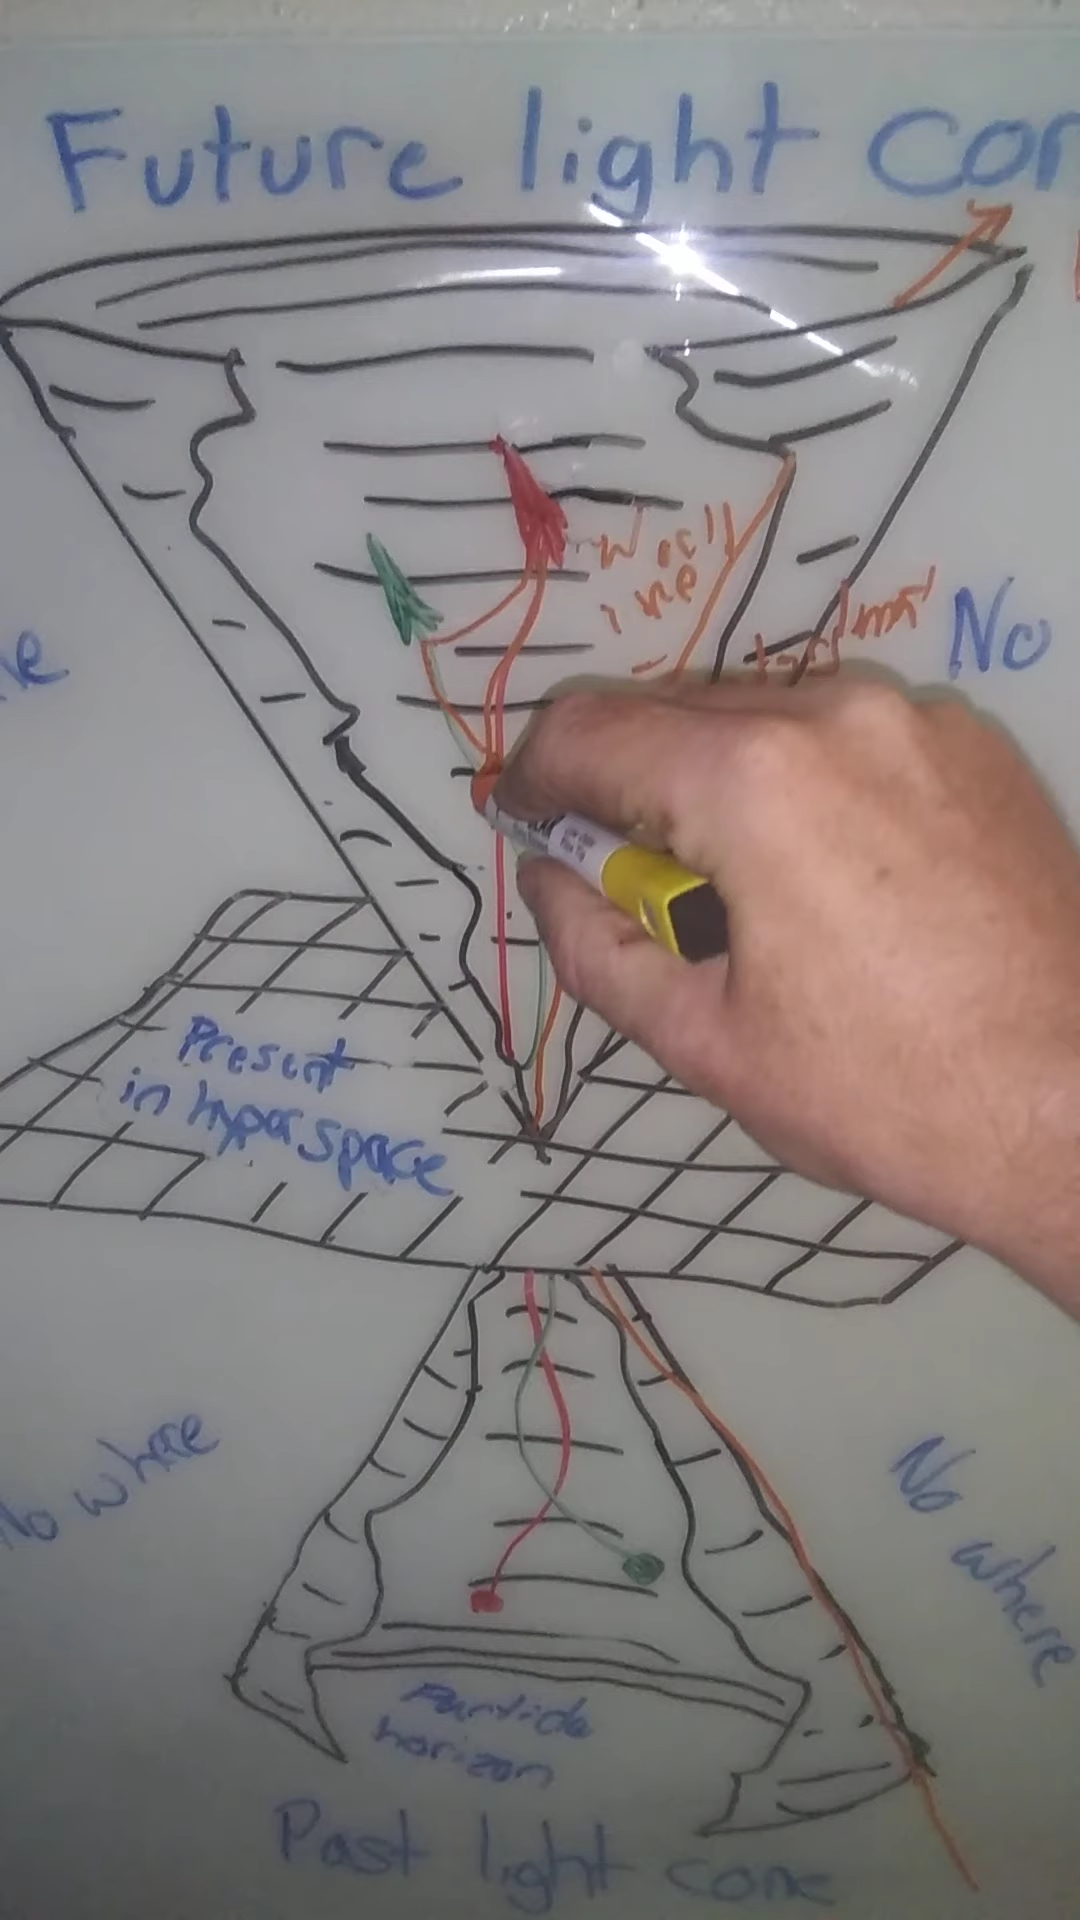 Future light con
No
Present
in hyperspace
No where
No
where
Particle
horizon
Past light cone